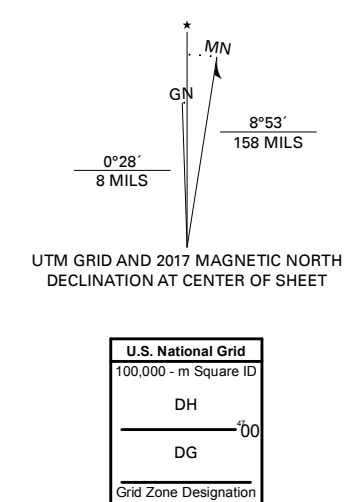 ★
MN
GN
8°53´
158 MILS
0°28´
8 MILS
UTM GRID AND 2017 MAGNETIC NORTH
DECLINATION AT CENTER OF SHEET
U.S. National Grid
100,000 - m Square ID
DH
4700
DG
Grid Zone Designation